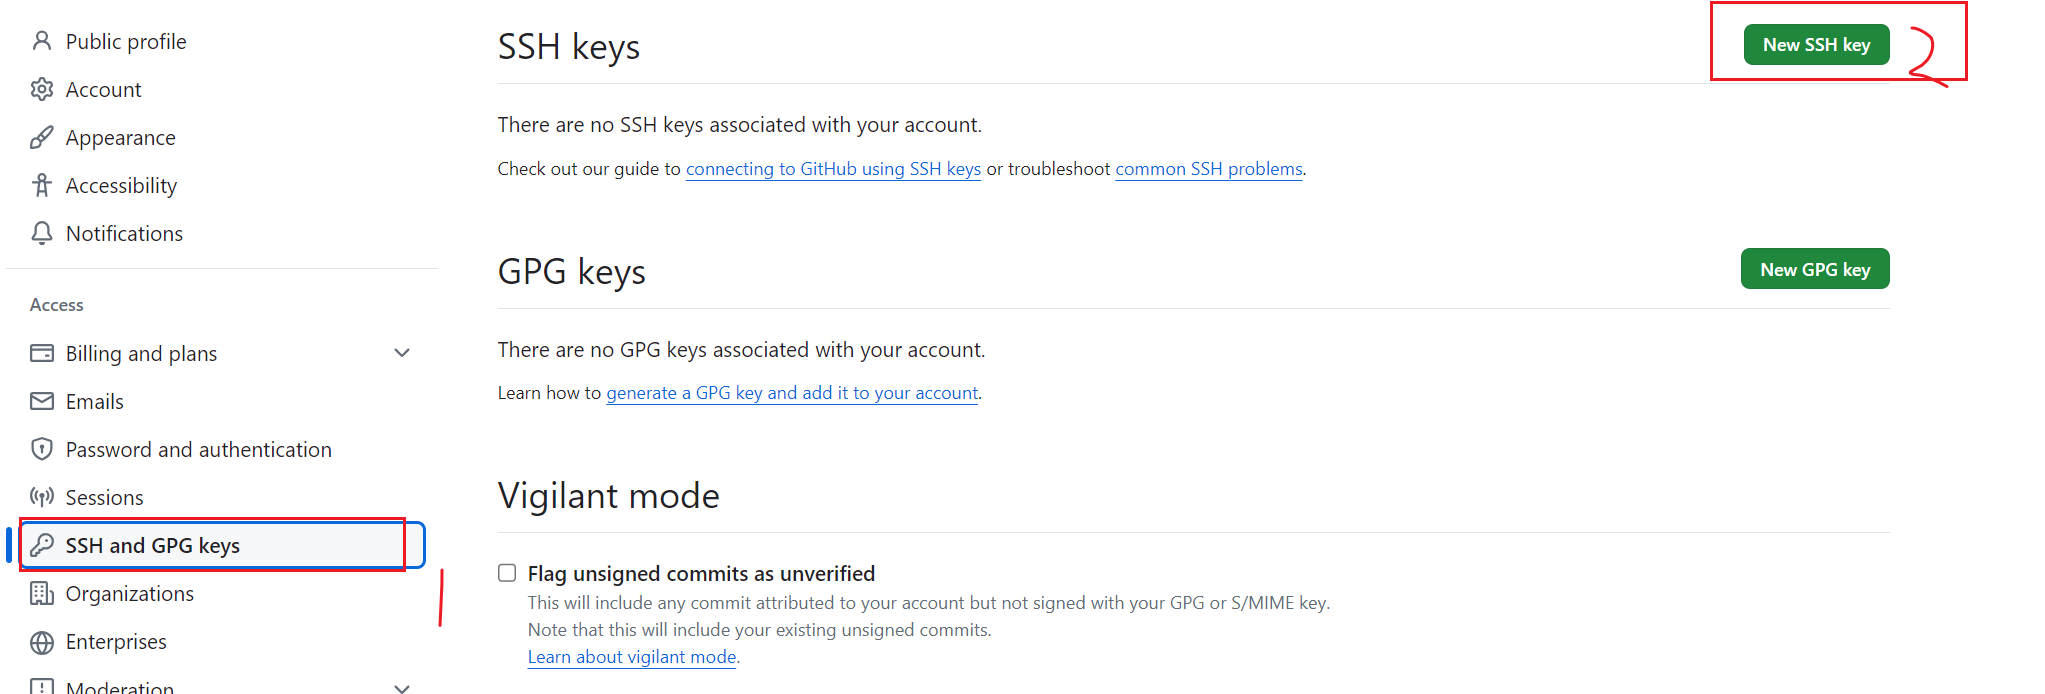 Public profile
Account
Appearance
Accessibility
Notifications
Access
Billing and plans
Emails
Password and authentication
Sessions
SSH and GPG keys
1
Organizations
Enterprises
Moderation
SSH keys
New SSH key
2
There are no SSH keys associated with your account.
Check out our guide to connecting to GitHub using SSH keys or troubleshoot common SSH problems.
GPG keys
New GPG key
There are no GPG keys associated with your account.
Learn how to generate a GPG key and add it to your account.
Vigilant mode
Flag unsigned commits as unverified
This will include any commit attributed to your account but not signed with your GPG or S/MIME key.
Note that this will include your existing unsigned commits.
Learn about vigilant mode.